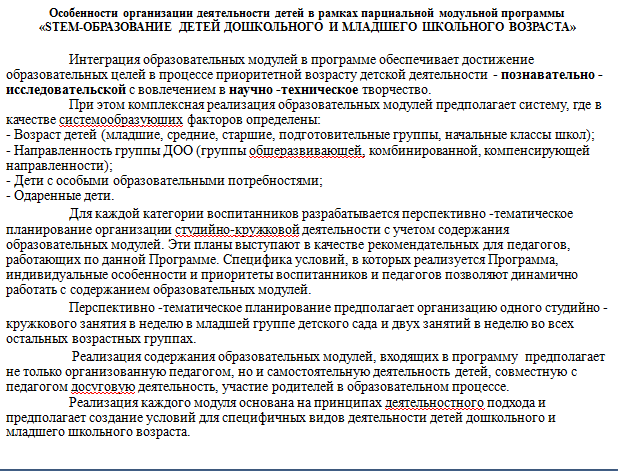 Особенности организации деятельности детей в рамках парциальной модульной программы
«STEM-ОБРАЗОВАНИЕ ДЕТЕЙ ДОШКОЛЬНОГО И МЛАДШЕГО ШКОЛЬНОГО ВОЗРАСТА»
Интеграция образовательных модулей в программе обеспечивает достижение
образовательных целей в процессе приоритетной возрасту детской деятельности - познавательно -
исследовательской с вовлечением в научно -техническое творчество.
При этом комплексная реализация образовательных модулей предполагает систему, где в
качестве системообразующих факторов определены:
- Возраст детей (младшие, средние, старшие, подготовительные группы, начальные классы школ);
- Направленность группы ДОО (группы общеразвивающей, комбинированной, компенсирующей
направленности);
- Дети с особыми образовательными потребностями;
- Одаренные дети.
Для каждой категории воспитанников разрабатывается перспективно -тематическое
планирование организации студийно-кружковой деятельности с учетом содержания
образовательных модулей. Эти планы выступают в качестве рекомендательных для педагогов,
работающих по данной Программе. Специфика условий, в которых реализуется Программа,
индивидуальные особенности и приоритеты воспитанников и педагогов позволяют динамично
работать с содержанием образовательных модулей.
Перспективно -тематическое планирование предполагает организацию одного студийно -
кружкового занятия в неделю в младшей группе детского сада и двух занятий в неделю во всех
остальных возрастных группах.
Реализация содержания образовательных модулей, входящих в программу предполагает
не только организованную педагогом, но и самостоятельную деятельность детей, совместную с
педагогом досуговую деятельность, участие родителей в образовательном процессе.
Реализация каждого модуля основана на принципах деятельностного подхода и
предполагает создание условий для специфичных видов деятельности детей дошкольного и
младшего школьного возраста.